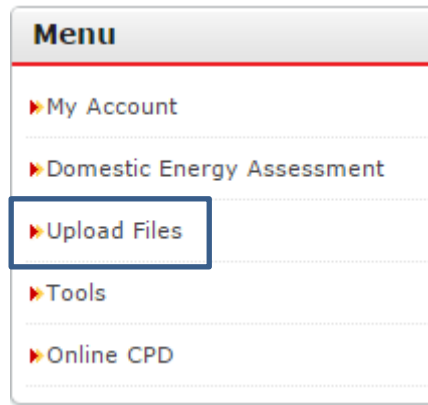 Menu
My Account
Domestic Energy Assessment
Upload Files
Tools
Online CPD